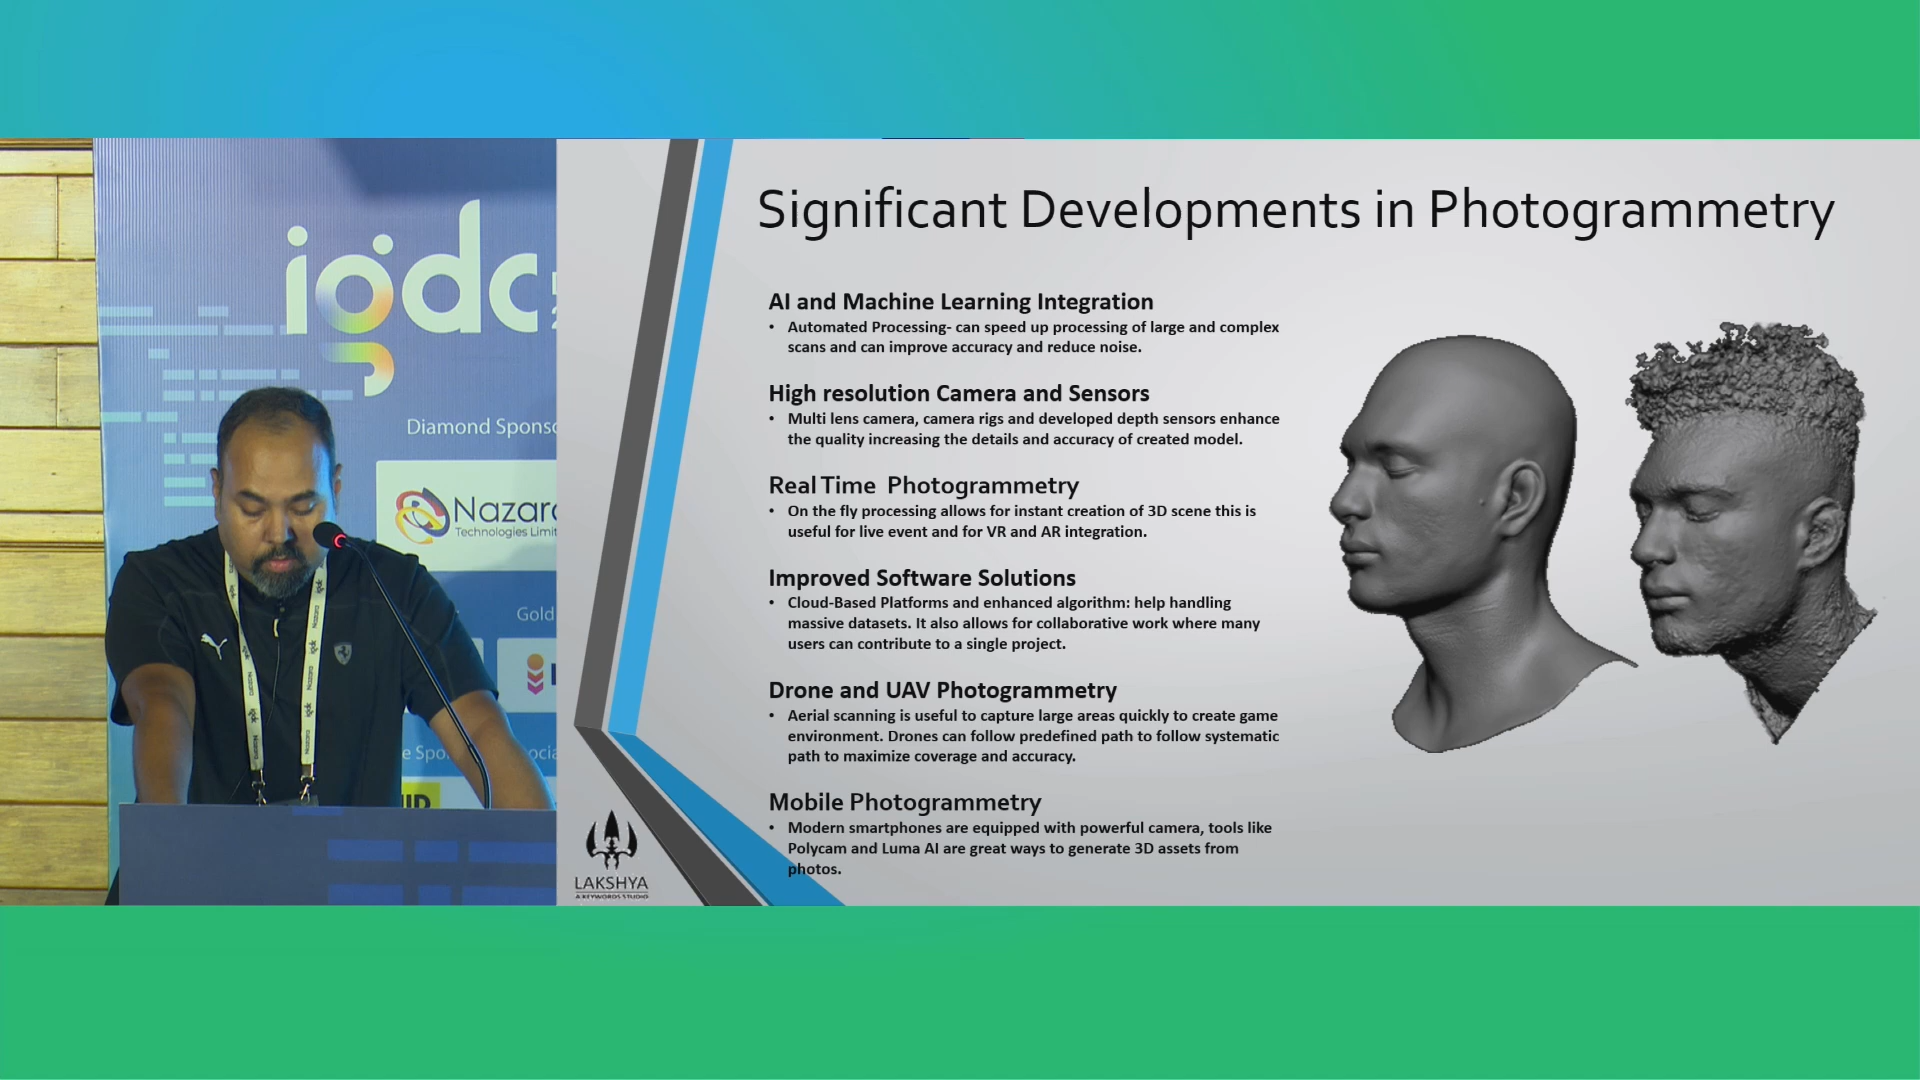 igdc
Diamond Sponso
Nazara
Technologies Limit
Gold
Significant Developments in Photogrammetry
AI and Machine Learning Integration
• Automated Processing- can speed up processing of large and complex
scans and can improve accuracy and reduce noise.
High resolution Camera and Sensors
• Multi lens camera, camera rigs and developed depth sensors enhance
the quality increasing the details and accuracy of created model.
Real Time Photogrammetry
• On the fly processing allows for instant creation of 3D scene this is
useful for live event and for VR and AR integration.
Improved Software Solutions
• Cloud-Based Platforms and enhanced algorithm: help handling
massive datasets. It also allows for collaborative work where many
users can contribute to a single project.
Drone and UAV Photogrammetry
• Aerial scanning is useful to capture large areas quickly to create game
environment. Drones can follow predefined path to follow systematic
path to maximize coverage and accuracy.
Mobile Photogrammetry
• Modern smartphones are equipped with powerful camera, tools like
Polycam and Luma AI are great ways to generate 3D assets from
photos.
LAKSHYA
A KEYWORDS STUDIO